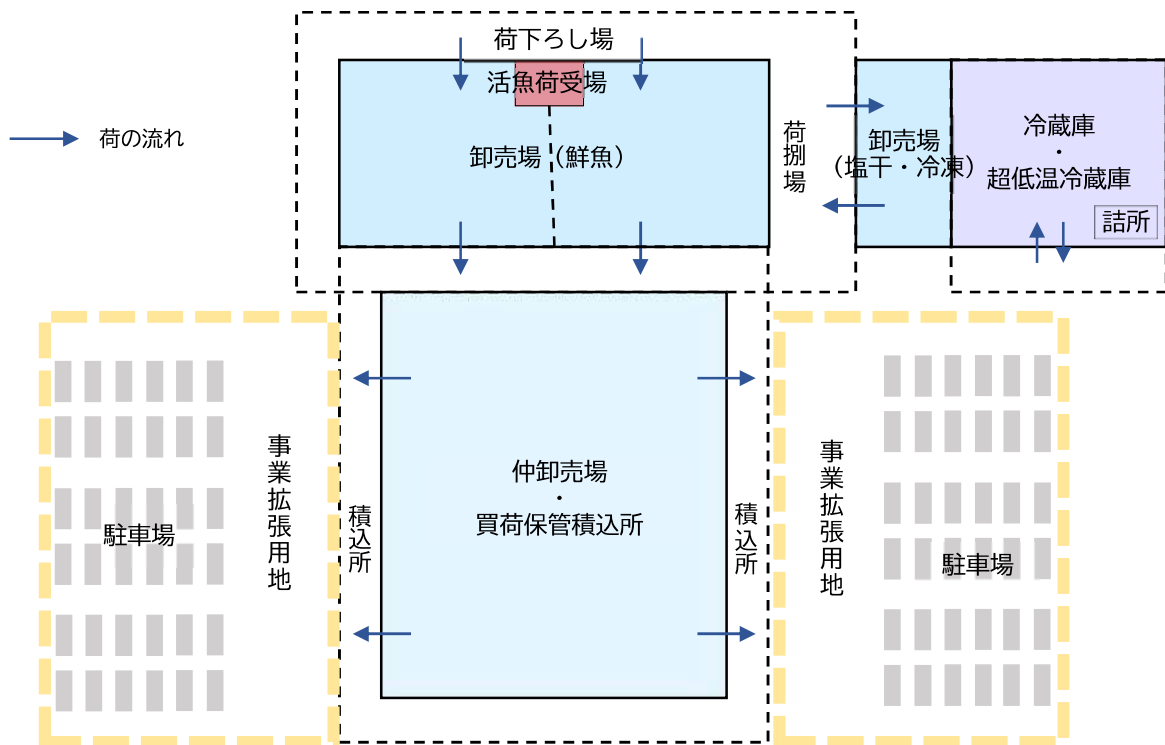 荷下ろし場
活魚荷受場
荷の流れ
卸売場（鮮魚）
荷捌場
卸売場
（塩干・冷凍）
冷蔵庫
・
超低温冷蔵庫
詰所
事業拡張用地
駐車場
積込所
仲卸売場
・
買荷保管積込所
積込所
事業拡張用地
駐車場